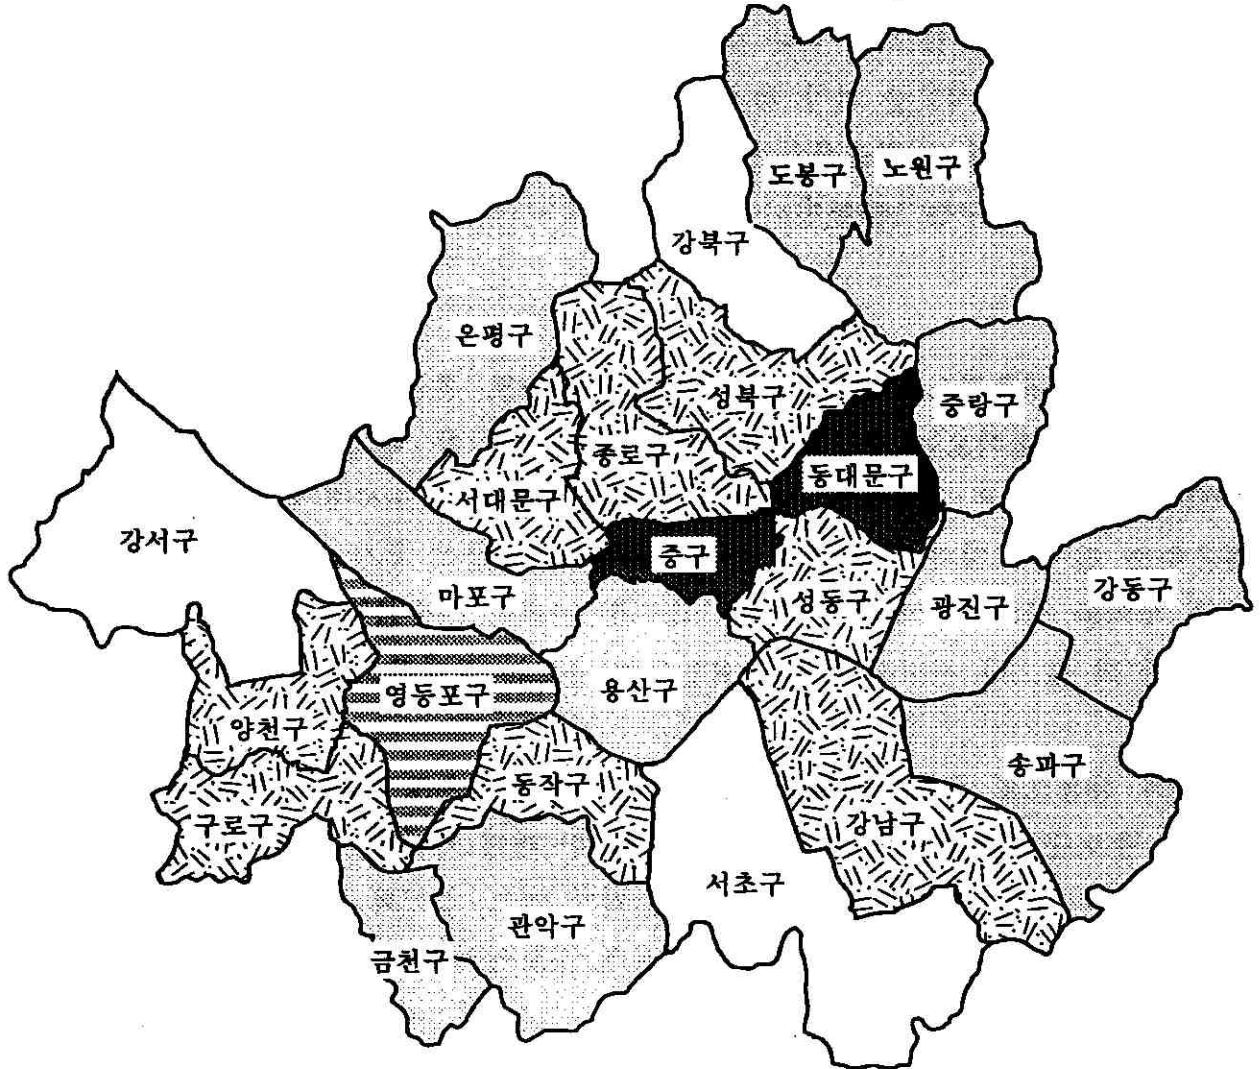 도봉구
노원구
강북구
은평구
성북구
중랑구
종로구
동대문구
서대문구
강서구
중구
마포구
성동구
광진구
강동구
영등포구
용산구
양천구
동작구
송파구
구로구
강남구
서초구
관악구
금천구